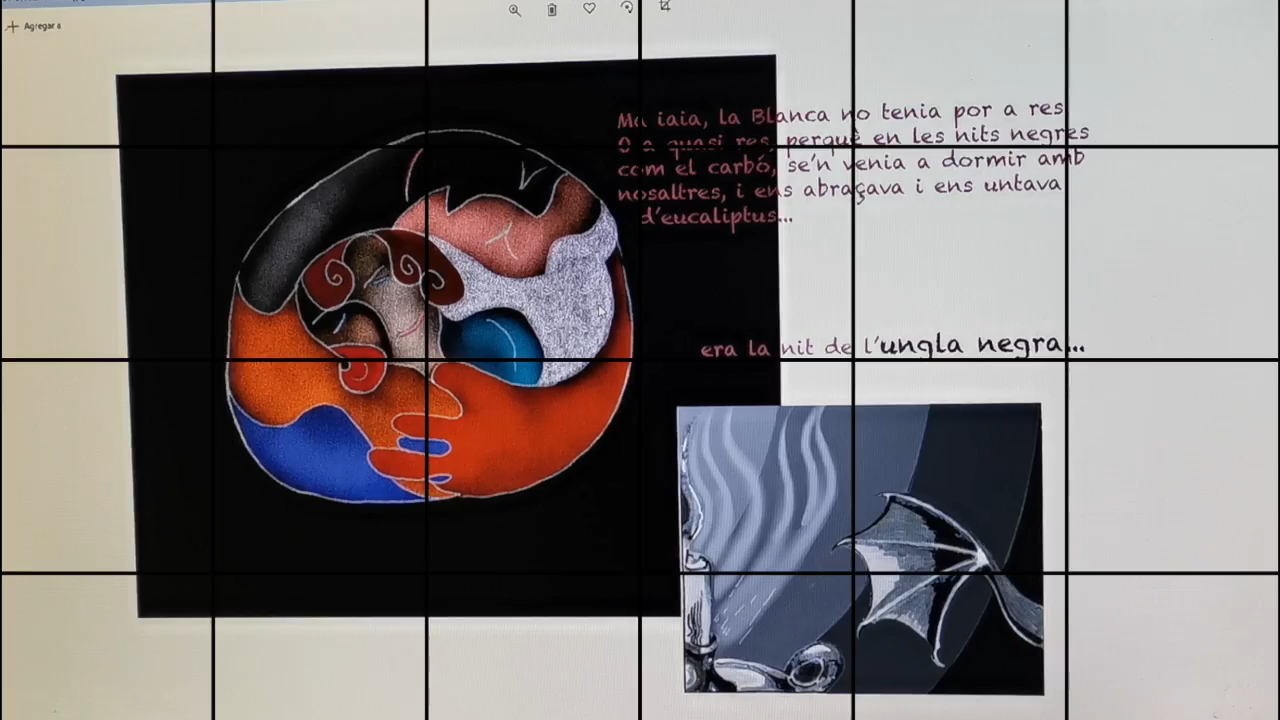 Agregar a
Ma iaia, la Blanca no tenia por a res
O a quasi res, perquè en les nits negres
com el carbó, se'n venia a dormir amb
nosaltres, i ens abraçava i ens untava
d'eucaliptus...
era la nit de l'ungla negra...